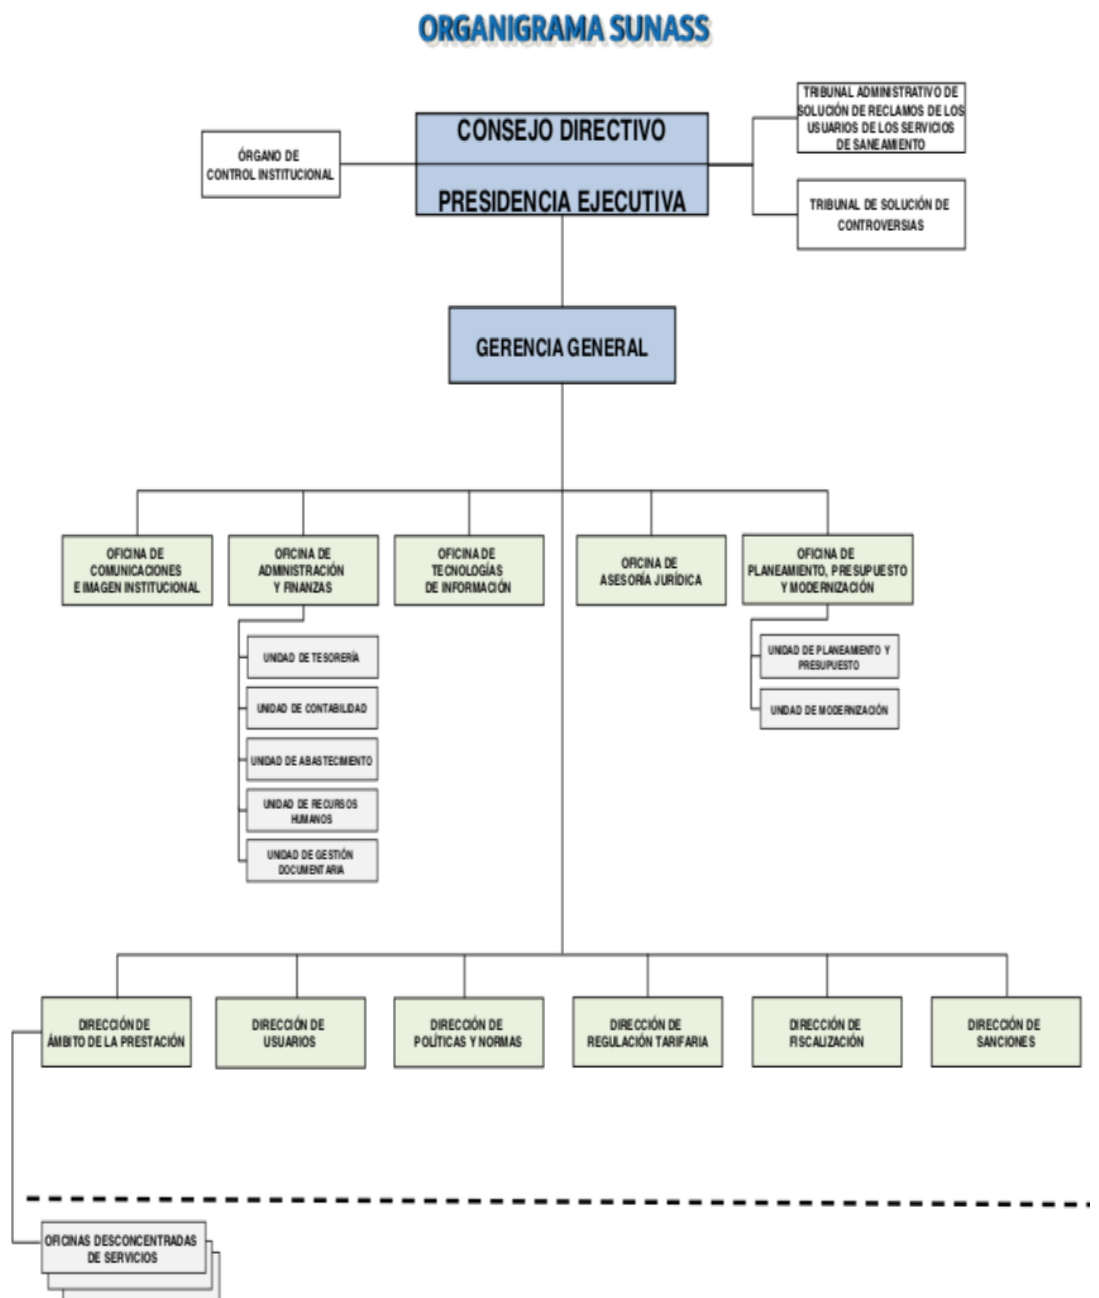 ORGANIGRAMA SUNASS
ÓRGANO DE
CONTROL INSTITUCIONAL
CONSEJO DIRECTIVO
PRESIDENCIA EJECUTIVA
TRIBUNAL ADMINISTRATIVO DE
SOLUCIÓN DE RECLAMOS DE LOS
USUARIOS DE LOS SERVICIOS
DE SANEAMIENTO
TRIBUNAL DE SOLUCIÓN DE
CONTROVERSIAS
GERENCIA GENERAL
OFICINA DE
COMUNICACIONES
E IMAGEN INSTITUCIONAL
OFICINA DE
ADMINISTRACIÓN
Y FINANZAS
OFICINA DE
TECNOLOGÍAS
DE INFORMACIÓN
OFICINA DE
ASESORÍA JURÍDICA
OFICINA DE
PLANEAMIENTO, PRESUPUESTO
Y MODERNIZACIÓN
UNIDAD DE TESORERÍA
UNIDAD DE CONTABILIDAD
UNIDAD DE ABASTECIMIENTO
UNIDAD DE RECURSOS
HUMANOS
UNIDAD DE GESTIÓN
DOCUMENTARIA
UNIDAD DE PLANEAMIENTO Y
PRESUPUESTO
UNIDAD DE MODERNIZACIÓN
DIRECCIÓN DE
ÁMBITO DE LA PRESTACIÓN
DIRECCIÓN DE
USUARIOS
DIRECCIÓN DE
POLÍTICAS Y NORMAS
DIRECCIÓN DE
REGULACIÓN TARIFARIA
DIRECCIÓN DE
FISCALIZACIÓN
DIRECCIÓN DE
SANCIONES
OFICINAS DESCONCENTRADAS
DE SERVICIOS